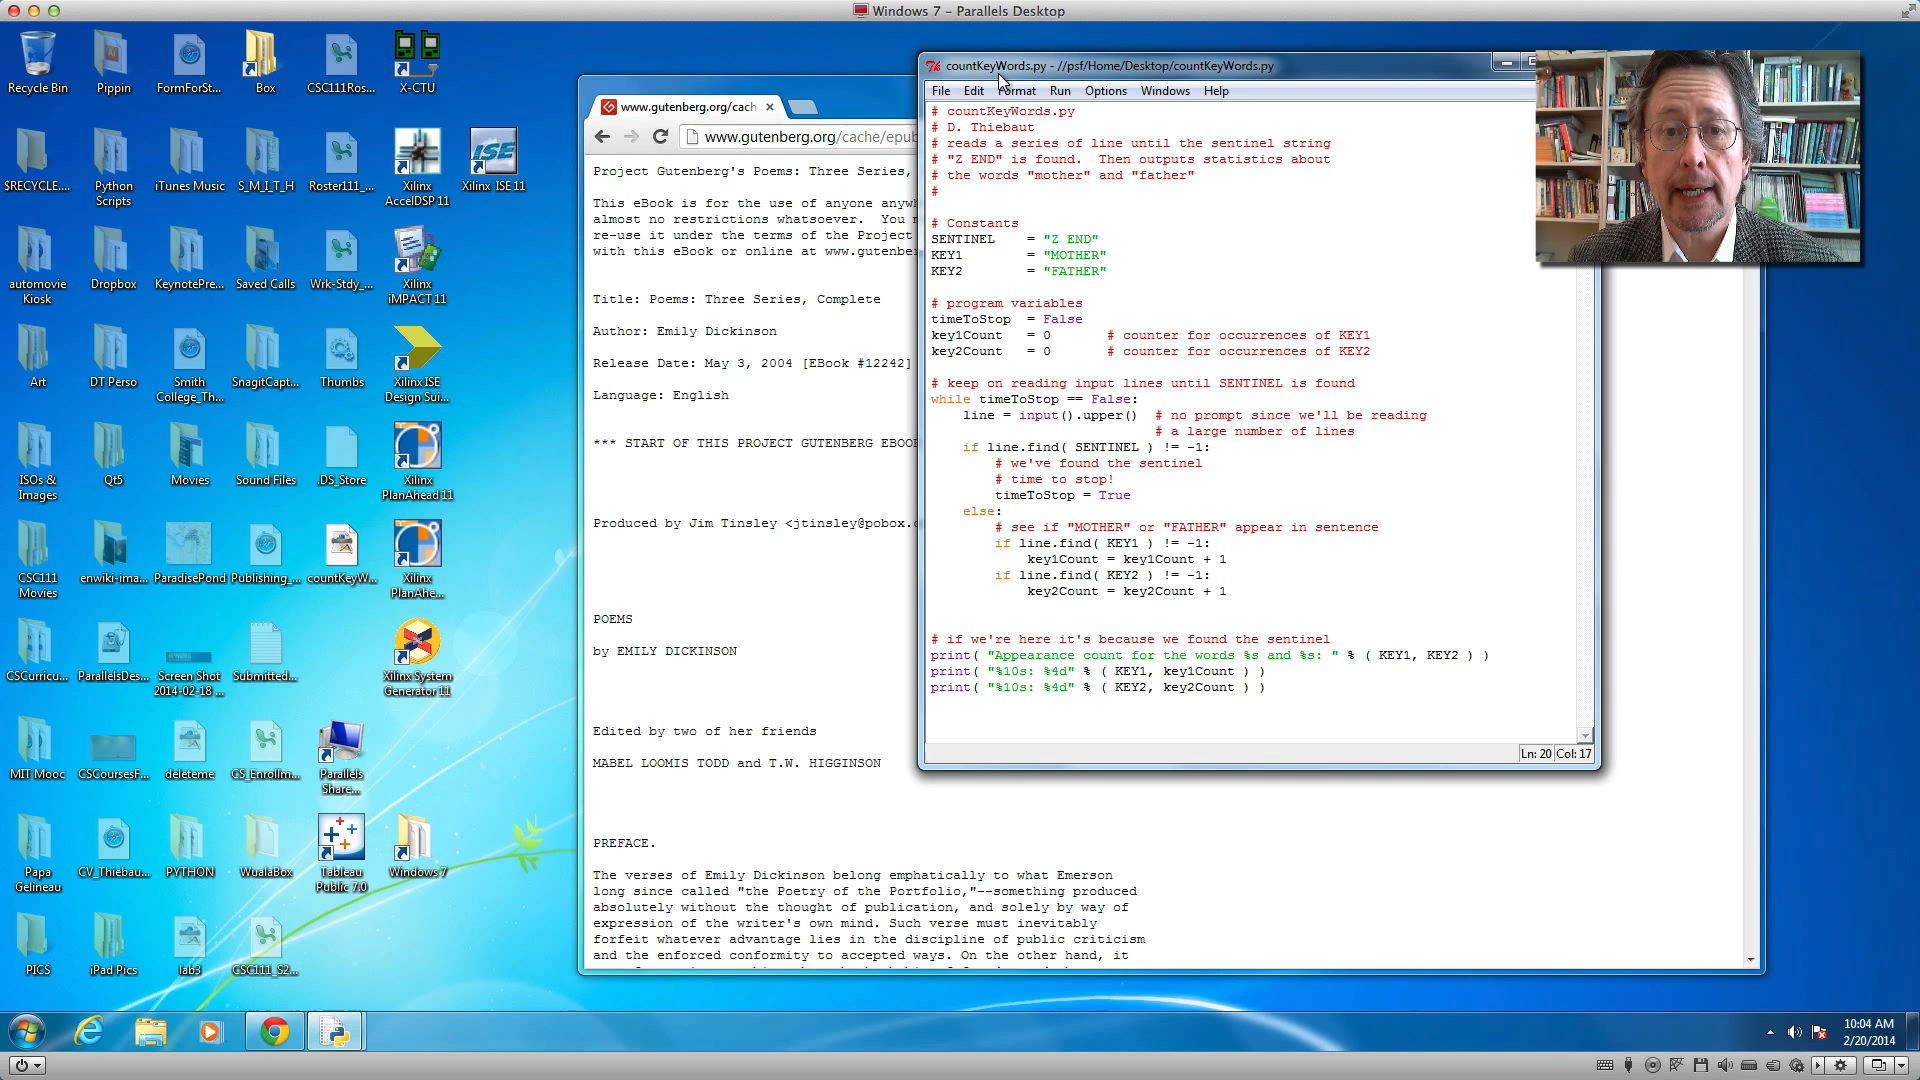 Windows 7 - Parallels Desktop
Recycle Bin
Pippin
FormForSt...
Box
CSC111Ros...
X-CTU
$RECYCLE....
Python
Scripts
iTunes Music
S_M_I_T_H
Roster111_...
Xilinx
AccelDSP 11
Xilinx ISE 11
automovie
Kiosk
Dropbox
KeynotePre...
Saved Calls
Wrk-Stdy_...
Xilinx
iMPACT 11
Art
DT Perso
Smith
College_Th...
SnagitCapt...
Thumbs
Xilinx ISE
Design Sui...
ISOs &
Images
Qt5
Movies
Sound Files
.DS_Store
Xilinx
PlanAhead 11
CSC111
Movies
enwiki-ima...
ParadisePond
Publishing_...
countKeyW...
Xilinx
PlanAhe...
CSCurricu...
ParallelsDes...
Screen Shot
2014-02-18 ...
Submitted...
Xilinx System
Generator 11
MIT Mooc
CSCoursesF...
deleteme
CS_Enrollm...
Parallels
Share...
Papa
Gelineau
CV_Thiebau...
PYTHON
WualaBox
Tableau
Public 7.0
Windows 7
PICS
iPad Pics
lab3
CSC111_S2...
www.gutenberg.org/cach
www.gutenberg.org/cache/epub
Project Gutenberg's Poems: Three Series,
This eBook is for the use of anyone anywh
almost no restrictions whatsoever.  You m
re-use it under the terms of the Project
with this eBook or online at www.gutenbe
Title: Poems: Three Series, Complete
Author: Emily Dickinson
Release Date: May 3, 2004 [EBook #12242]
Language: English
*** START OF THIS PROJECT GUTENBERG EBOO
Produced by Jim Tinsley <jtinsley@pobox.c
POEMS
by EMILY DICKINSON
Edited by two of her friends
MABEL LOOMIS TODD and T.W. HIGGINSON
PREFACE.
The verses of Emily Dickinson belong emphatically to what Emerson
long since called "the Poetry of the Portfolio,"--something produced
absolutely without the thought of publication, and solely by way of
expression of the writer's own mind. Such verse must inevitably
forfeit whatever advantage lies in the discipline of public criticism
and the enforced conformity to accepted ways. On the other hand, it
countKeyWords.py - //psf/Home/Desktop/countKeyWords.py
File Edit Format Run Options Windows Help
# countKeyWords.py
# D. Thiebaut
# reads a series of line until the sentinel string
# "Z END" is found.  Then outputs statistics about
# the words "mother" and "father"
#
# Constants
SENTINEL    = "Z END"
KEY1        = "MOTHER"
KEY2        = "FATHER"
# program variables
timeToStop  = False
key1Count   = 0       # counter for occurrences of KEY1
key2Count   = 0       # counter for occurrences of KEY2
# keep on reading input lines until SENTINEL is found
while timeToStop == False:
    line = input().upper()  # no prompt since we'll be reading
                            # a large number of lines
    if line.find( SENTINEL ) != -1:
        # we've found the sentinel
        # time to stop!
        timeToStop = True
    else:
        # see if "MOTHER" or "FATHER" appear in sentence
        if line.find( KEY1 ) != -1:
            key1Count = key1Count + 1
        if line.find( KEY2 ) != -1:
            key2Count = key2Count + 1
# if we're here it's because we found the sentinel
print( "Appearance count for the words %s and %s: " % ( KEY1, KEY2 ) )
print( "%10s: %4d" % ( KEY1, key1Count ) )
print( "%10s: %4d" % ( KEY2, key2Count ) )
Ln: 20 Col: 17
10:04 AM
2/20/2014